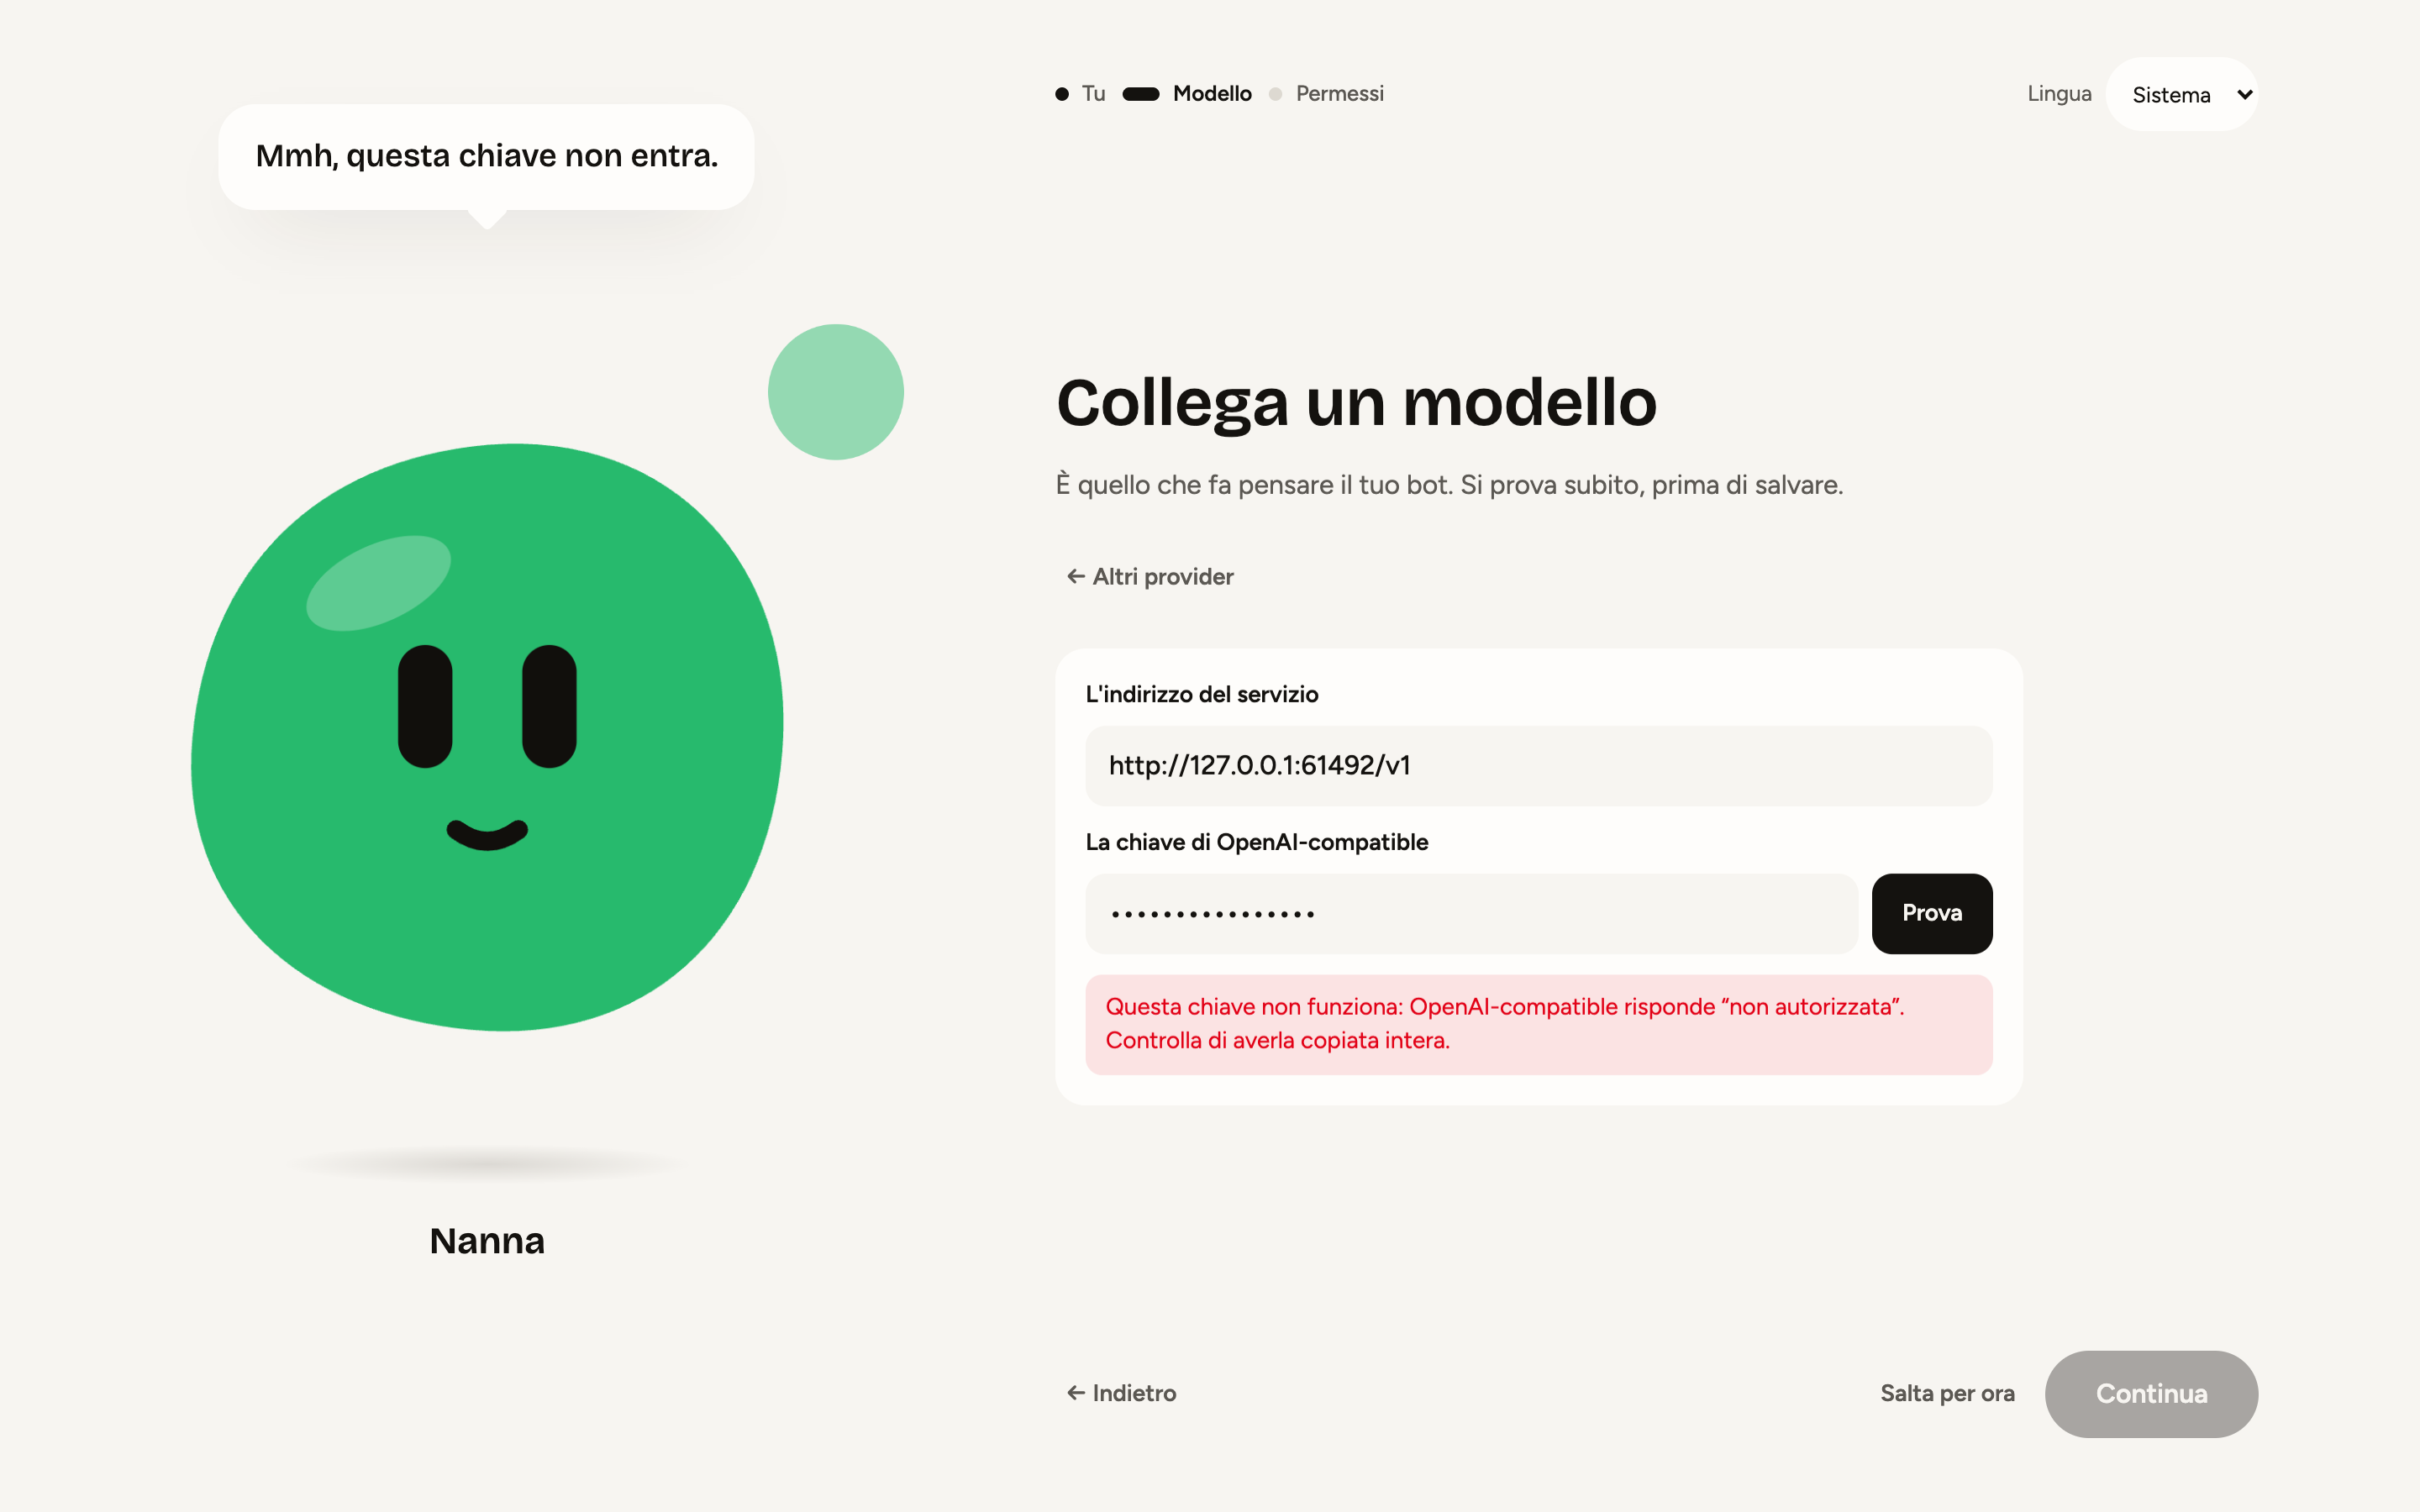 Mmh, questa chiave non entra.
Nanna
Tu Modello Permessi
Lingua Sistema
Collega un modello
È quello che fa pensare il tuo bot. Si prova subito, prima di salvare.
← Altri provider
L'indirizzo del servizio
http://127.0.0.1:61492/v1
La chiave di OpenAI-compatible
••••••••••••••••
Prova
Questa chiave non funziona: OpenAI-compatible risponde “non autorizzata”.
Controlla di averla copiata intera.
← Indietro
Salta per ora
Continua